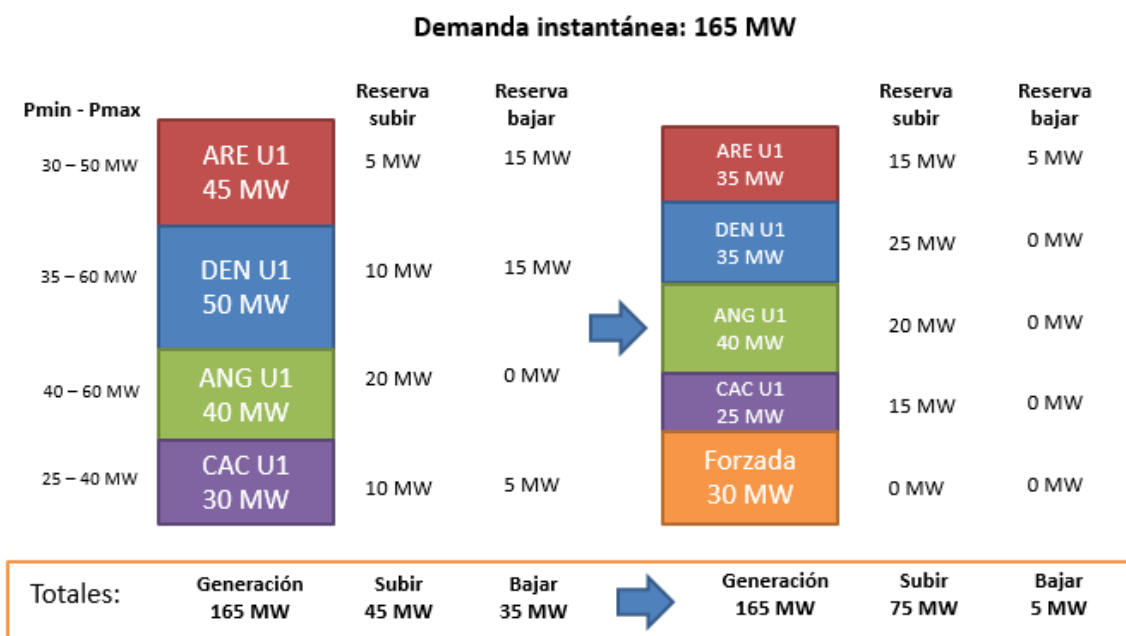 Demanda instantánea: 165 MW
Pmin - Pmax
Reserva
subir
Reserva
bajar
Reserva
subir
Reserva
bajar
30 – 50 MW
ARE U1
45 MW
5 MW
15 MW
ARE U1
35 MW
15 MW
5 MW
35 – 60 MW
DEN U1
50 MW
10 MW
15 MW
DEN U1
35 MW
25 MW
0 MW
40 – 60 MW
ANG U1
40 MW
20 MW
0 MW
ANG U1
40 MW
20 MW
0 MW
25 – 40 MW
CAC U1
30 MW
10 MW
5 MW
CAC U1
25 MW
15 MW
0 MW
Forzada
30 MW
0 MW
0 MW
Totales:
Generación
165 MW
Subir
45 MW
Bajar
35 MW
Generación
165 MW
Subir
75 MW
Bajar
5 MW